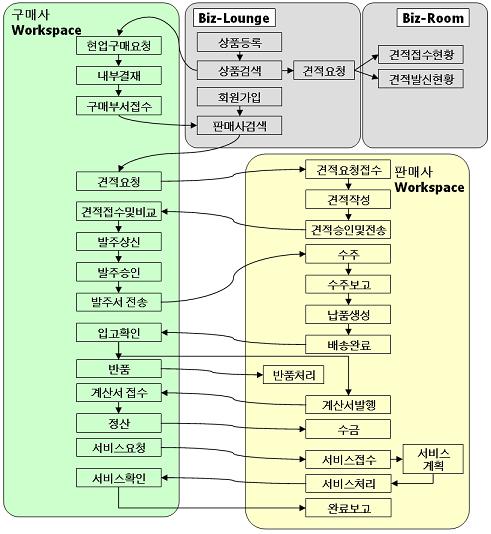 구매사
Workspace
현업구매요청
내부결재
구매부서접수
견적요청
견적접수및비교
발주상신
발주승인
발주서 전송
입고확인
반품
계산서 접수
정산
서비스요청
서비스확인
Biz-Lounge
상품등록
상품검색
견적요청
회원가입
판매사검색
Biz-Room
견적접수현황
견적발신현황
판매사
Workspace
견적요청접수
견적작성
견적승인및전송
수주
수주보고
납품생성
배송완료
반품처리
계산서발행
수금
서비스접수
서비스
계획
서비스처리
완료보고